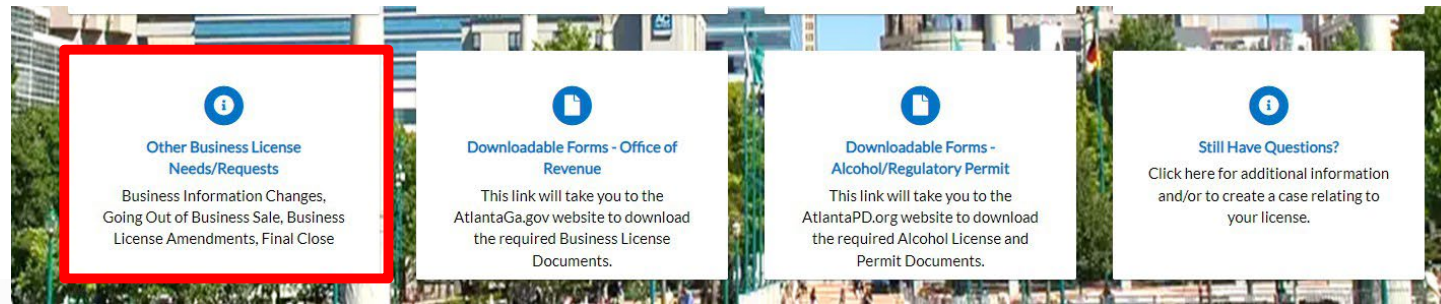 Other Business License
Needs/Requests
Business Information Changes,
Going Out of Business Sale, Business
License Amendments, Final Close
Downloadable Forms - Office of
Revenue
This link will take you to the
AtlantaGa.gov website to download
the required Business License
Documents.
Downloadable Forms -
Alcohol/Regulatory Permit
This link will take you to the
AtlantaPD.org website to download
the required Alcohol License and
Permit Documents.
Still Have Questions?
Click here for additional information
and/or to create a case relating to
your license.